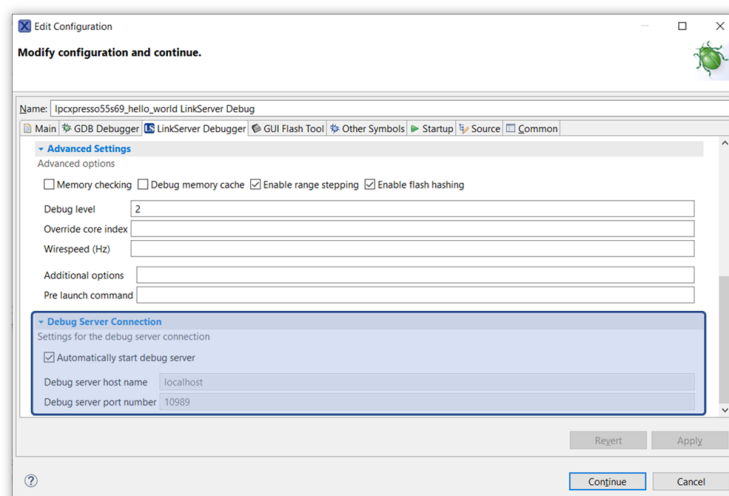 Edit Configuration
Modify configuration and continue.
Name: lpcxpresso55s69_hello_world LinkServer Debug
Main GDB Debugger LS LinkServer Debugger GUI Flash Tool Other Symbols Startup Source Common
Advanced Settings
Advanced options
Memory checking Debug memory cache Enable range stepping Enable flash hashing
Debug level 2
Override core index
Wirespeed (Hz)
Additional options
Pre launch command
Debug Server Connection
Settings for the debug server connection
Automatically start debug server
Debug server host name localhost
Debug server port number 10989
Revert Apply
? Continue Cancel